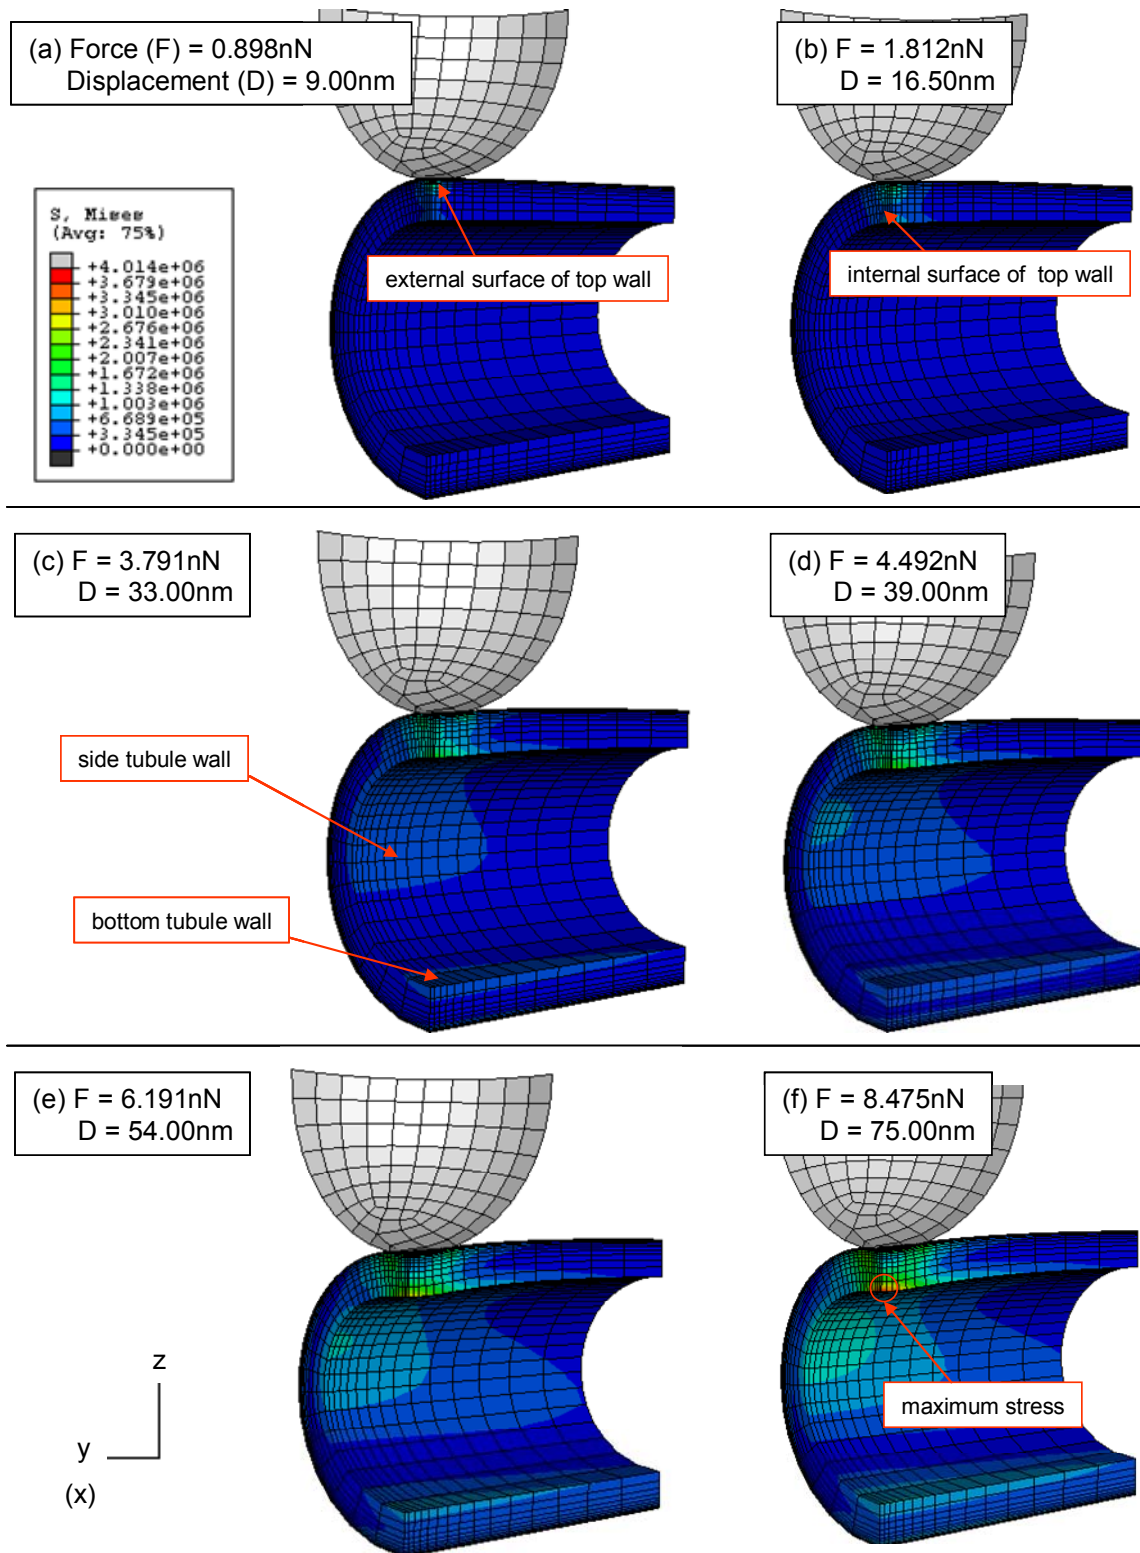 (a) Force (F) = 0.898nN
Displacement (D) = 9.00nm
(b) F = 1.812nN
D = 16.50nm
S, Mises
(Avg: 75%)
+4.014e+06
+3.679e+06
+3.345e+06
+3.010e+06
+2.676e+06
+2.341e+06
+2.007e+06
+1.672e+06
+1.338e+06
+1.003e+06
+6.689e+05
+3.345e+05
+0.000e+00
external surface of top wall
internal surface of top wall
(c) F = 3.791nN
D = 33.00nm
(d) F = 4.492nN
D = 39.00nm
side tubule wall
bottom tubule wall
(e) F = 6.191nN
D = 54.00nm
(f) F = 8.475nN
D = 75.00nm
maximum stress
z
y
(x)